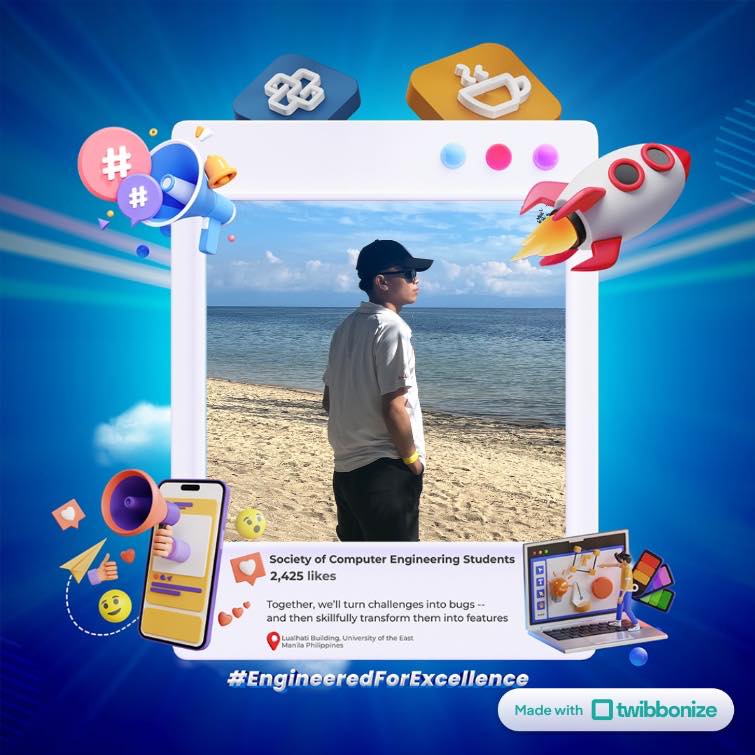 #
#
Society of Computer Engineering Students
2,425 likes
Together, we'll turn challenges into bugs --
and then skillfully transform them into features
Lualhati Building, University of the East
Manila Philippines
#EngineeredForExcellence
Made with twibbonize